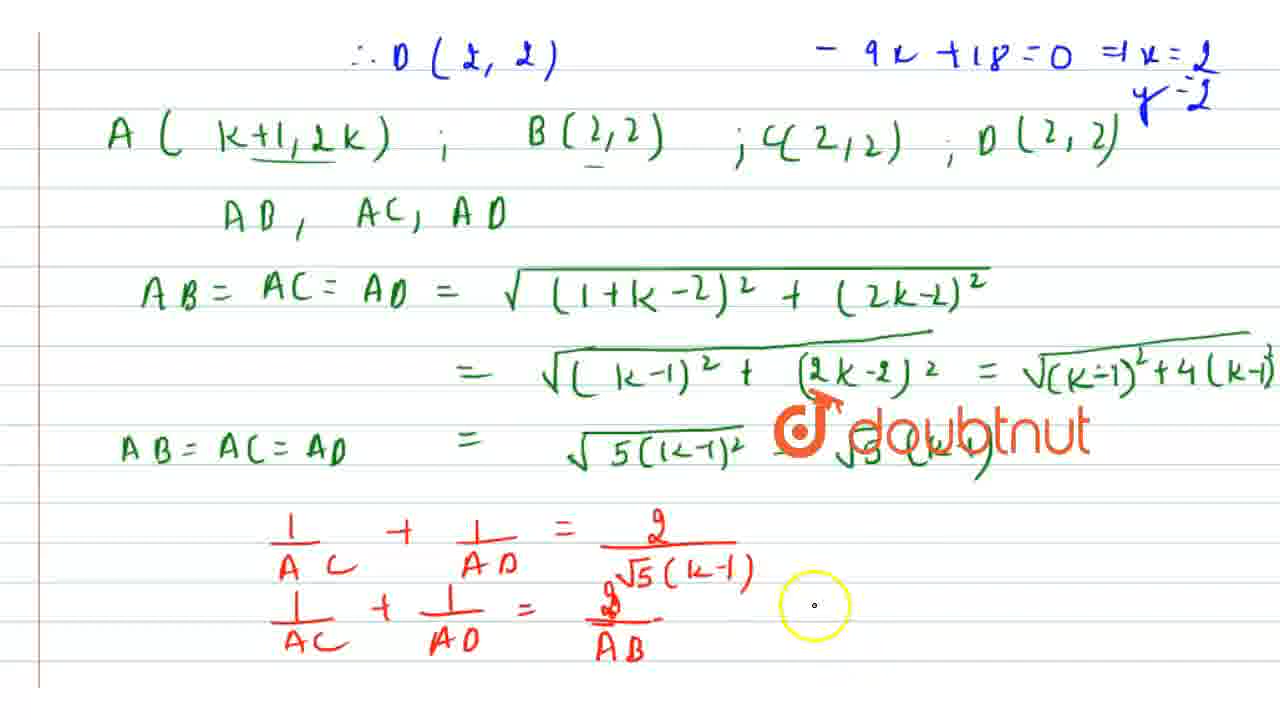 ∴ D ( 2, 2 )
- 9x + 18 = 0 ⇒ x = 2
y = 2
A ( k+1, 2k ) ; B ( 2, 2 ) ; C( 2, 2 ) ; D ( 2, 2 )
AB, AC, AD
AB = AC = AD = √( (1+k-2)² + (2k-2)² )
= √( (k-1)² + (2k-2)² ) = √( (k-1)² + 4(k-1)² )
AB = AC = AD = √( 5(k-1)² ) = √5 (k-1)
doubtnut
1/AC + 1/AD = 2/( √5 (k-1) )
1/AC + 1/AD = 2/AB